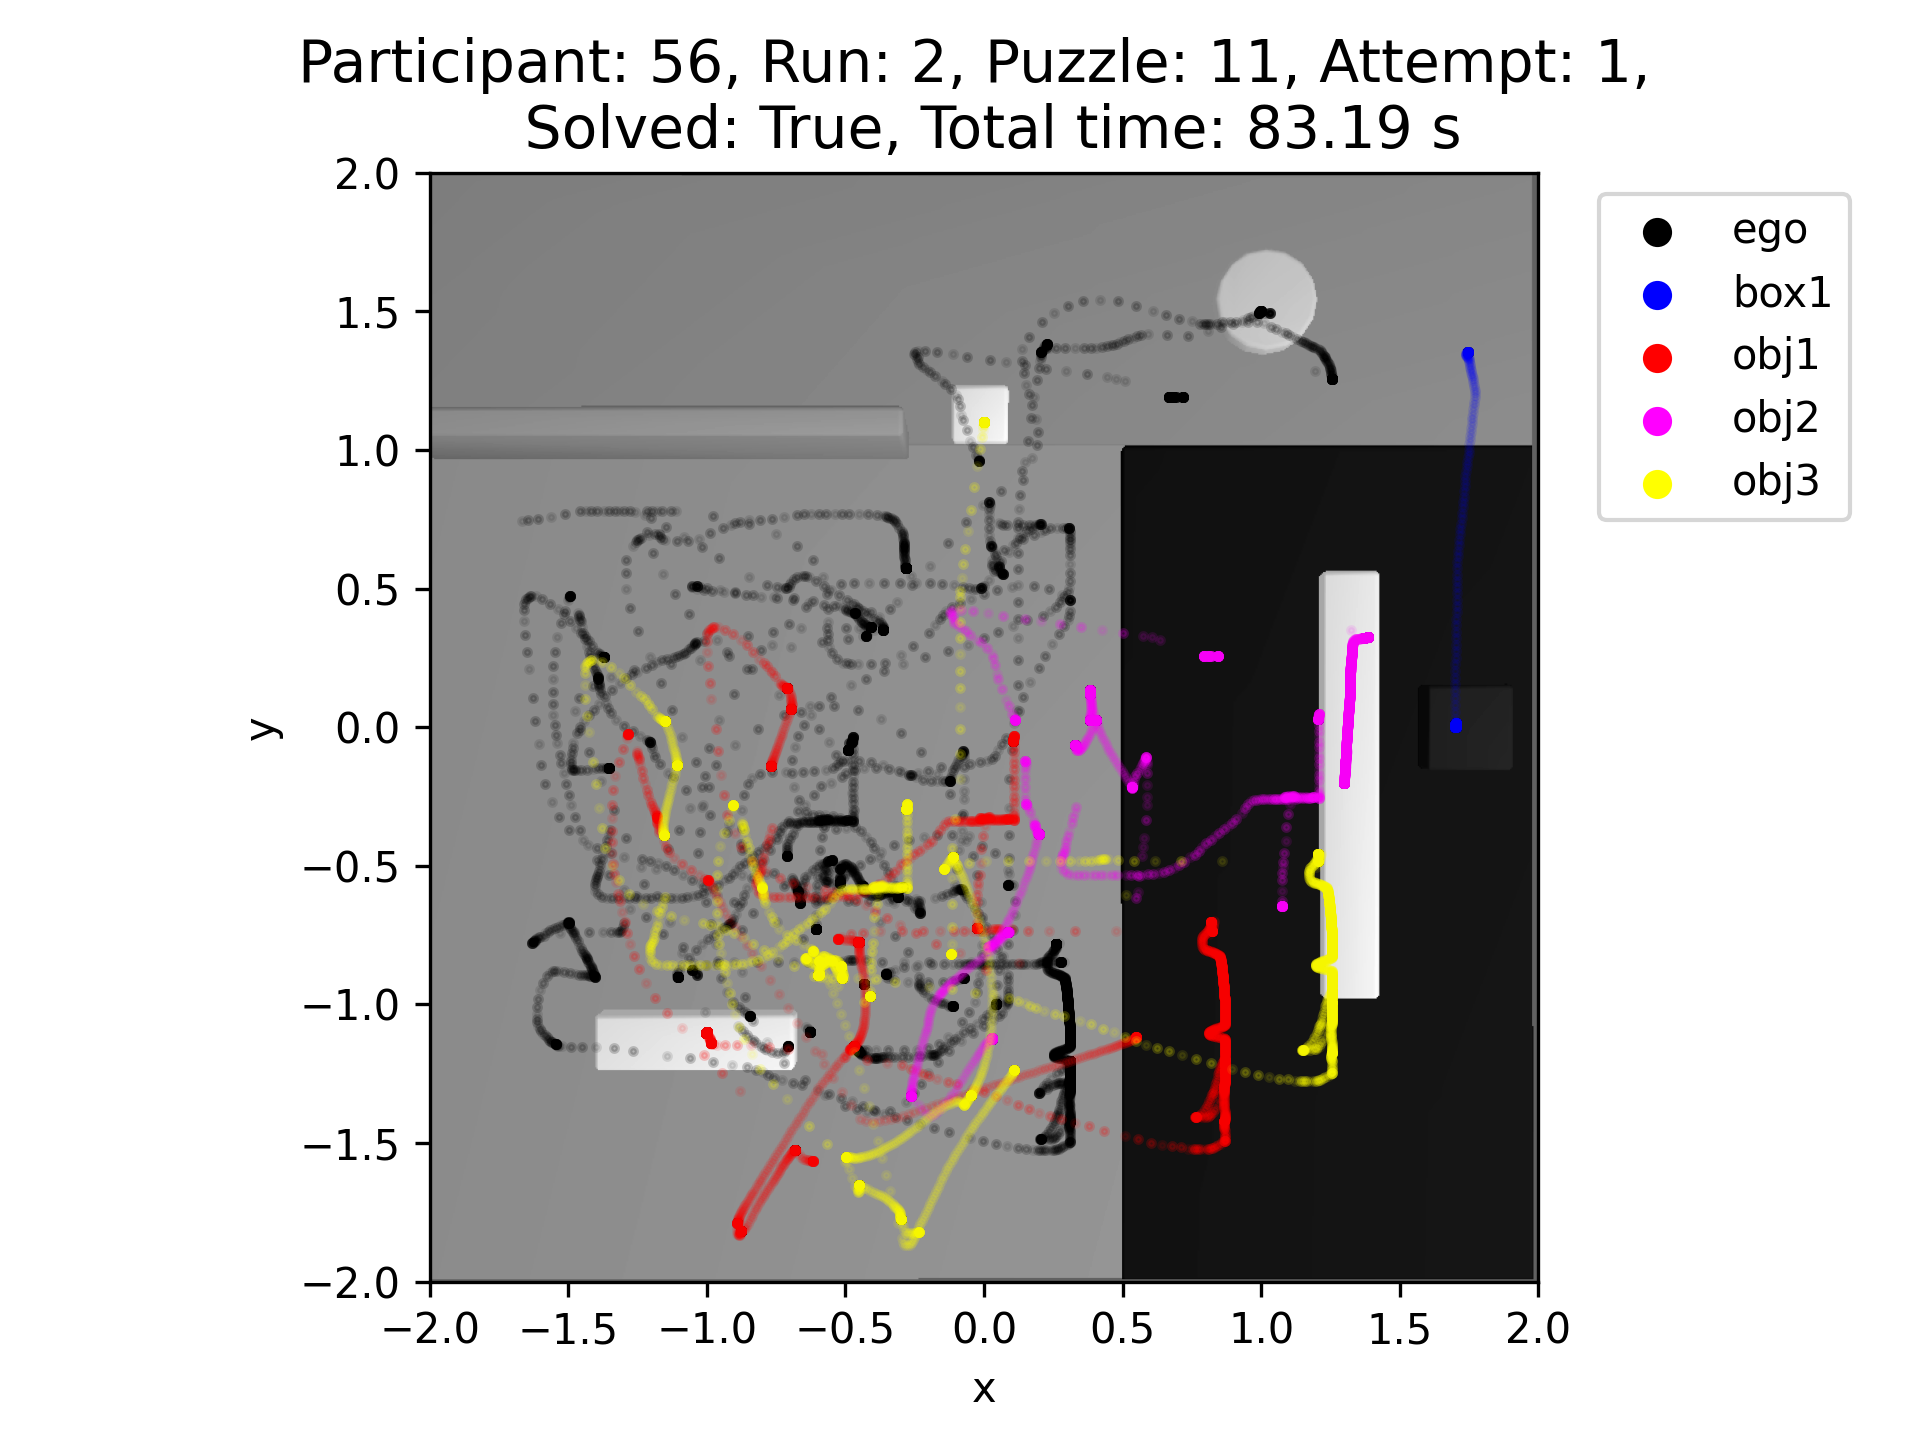 Participant: 56, Run: 2, Puzzle: 11, Attempt: 1,
Solved: True, Total time: 83.19 s
2.0
1.5
1.0
0.5
0.0
−0.5
−1.0
−1.5
−2.0
y
−2.0 −1.5 −1.0 −0.5 0.0 0.5 1.0 1.5 2.0
x
ego
box1
obj1
obj2
obj3